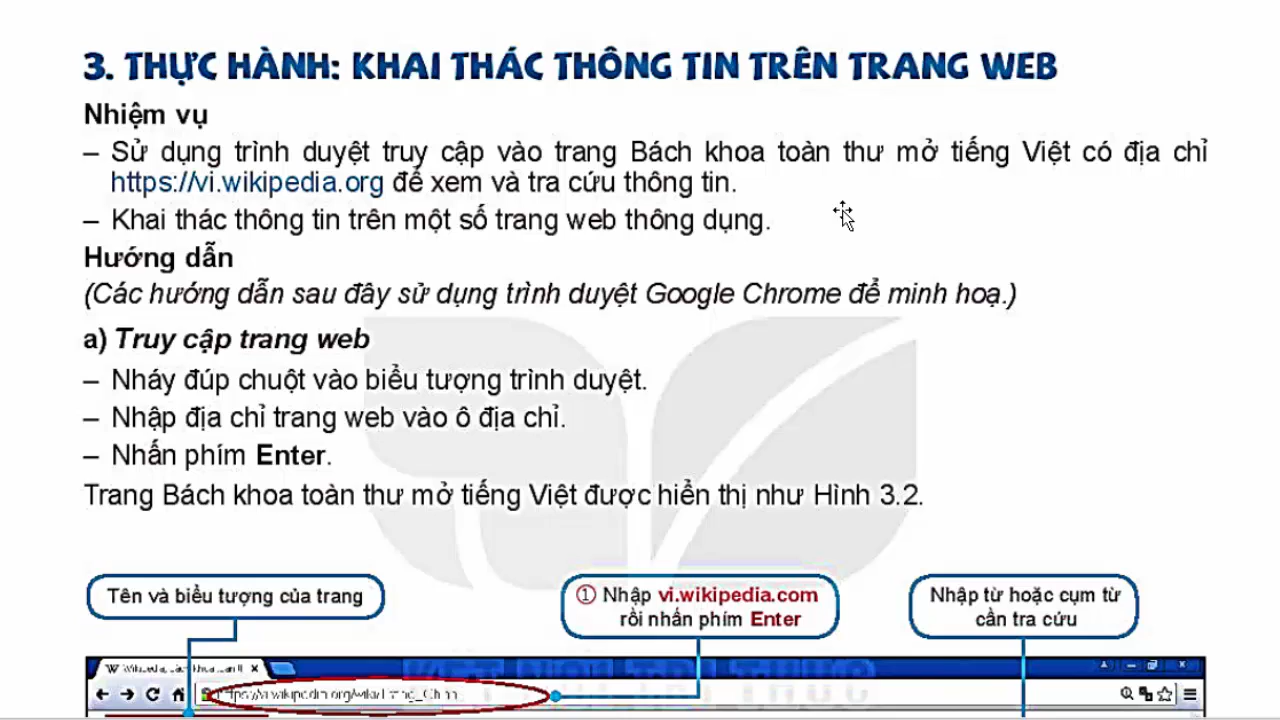 3. THỰC HÀNH: KHAI THÁC THÔNG TIN TRÊN TRANG WEB
Nhiệm vụ
– Sử dụng trình duyệt truy cập vào trang Bách khoa toàn thư mở tiếng Việt có địa chỉ
https://vi.wikipedia.org để xem và tra cứu thông tin.
– Khai thác thông tin trên một số trang web thông dụng.
Hướng dẫn
(Các hướng dẫn sau đây sử dụng trình duyệt Google Chrome để minh hoạ.)
a) Truy cập trang web
– Nháy đúp chuột vào biểu tượng trình duyệt.
– Nhập địa chỉ trang web vào ô địa chỉ.
– Nhấn phím Enter.
Trang Bách khoa toàn thư mở tiếng Việt được hiển thị như Hình 3.2.
Tên và biểu tượng của trang
① Nhập vi.wikipedia.com
rồi nhấn phím Enter
Nhập từ hoặc cụm từ
cần tra cứu
KẾT NỐI TRI THỨC